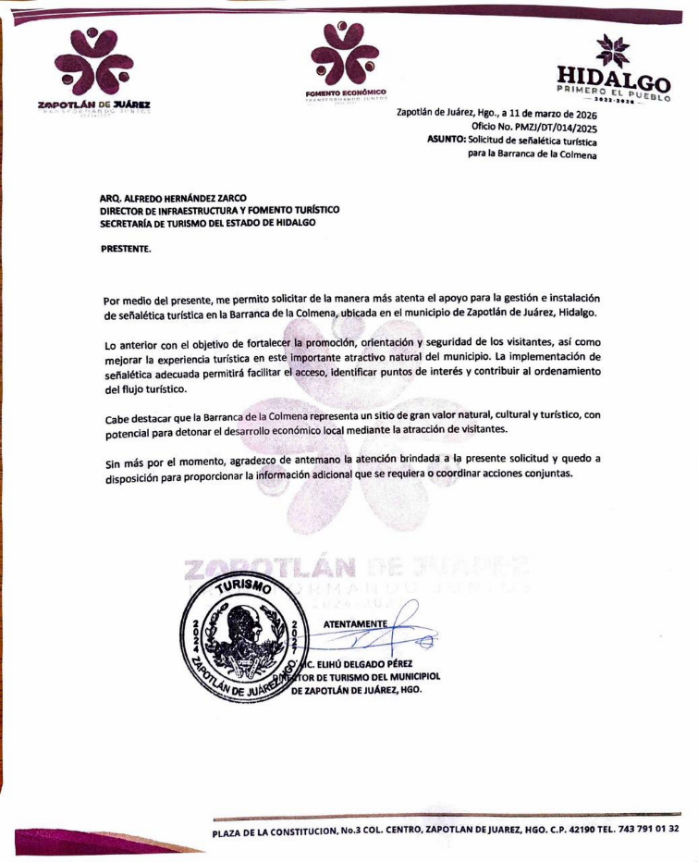 ZAPOTLÁN DE JUÁREZ
TRANSFORMANDO JUNTOS
FOMENTO ECONÓMICO
TRANSFORMANDO JUNTOS
HIDALGO
PRIMERO EL PUEBLO
2022-2028
Zapotlán de Juárez, Hgo., a 11 de marzo de 2026
Oficio No. PMZJ/DT/014/2025
ASUNTO: Solicitud de señalética turística
para la Barranca de la Colmena
ARQ. ALFREDO HERNÁNDEZ ZARCO
DIRECTOR DE INFRAESTRUCTURA Y FOMENTO TURÍSTICO
SECRETARÍA DE TURISMO DEL ESTADO DE HIDALGO
PRESTENTE.
Por medio del presente, me permito solicitar de la manera más atenta el apoyo para la gestión e instalación
de señalética turística en la Barranca de la Colmena, ubicada en el municipio de Zapotlán de Juárez, Hidalgo.
Lo anterior con el objetivo de fortalecer la promoción, orientación y seguridad de los visitantes, así como
mejorar la experiencia turística en este importante atractivo natural del municipio. La implementación de
señalética adecuada permitirá facilitar el acceso, identificar puntos de interés y contribuir al ordenamiento
del flujo turístico.
Cabe destacar que la Barranca de la Colmena representa un sitio de gran valor natural, cultural y turístico, con
potencial para detonar el desarrollo económico local mediante la atracción de visitantes.
Sin más por el momento, agradezco de antemano la atención brindada a la presente solicitud y quedo a
disposición para proporcionar la información adicional que se requiera o coordinar acciones conjuntas.
ZAPOTLÁN DE JUAREZ
TURISMO
2024 2027
ZAPOTLÁN DE JUÁREZ, HGO.
ATENTAMENTE
IC. ELIHÚ DELGADO PÉREZ
TOR DE TURISMO DEL MUNICIPIOL
DE ZAPOTLÁN DE JUÁREZ, HGO.
PLAZA DE LA CONSTITUCION, No.3 COL. CENTRO, ZAPOTLAN DE JUAREZ, HGO. C.P. 42190 TEL. 743 791 01 32